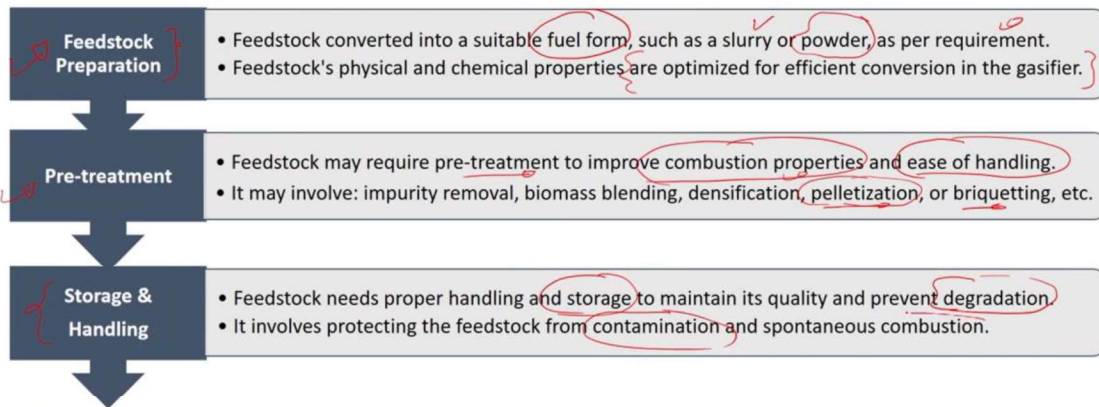 Feedstock
Preparation
• Feedstock converted into a suitable fuel form, such as a slurry or powder, as per requirement.
• Feedstock's physical and chemical properties are optimized for efficient conversion in the gasifier.
Pre-treatment
• Feedstock may require pre-treatment to improve combustion properties and ease of handling.
• It may involve: impurity removal, biomass blending, densification, pelletization, or briquetting, etc.
Storage &
Handling
• Feedstock needs proper handling and storage to maintain its quality and prevent degradation.
• It involves protecting the feedstock from contamination and spontaneous combustion.